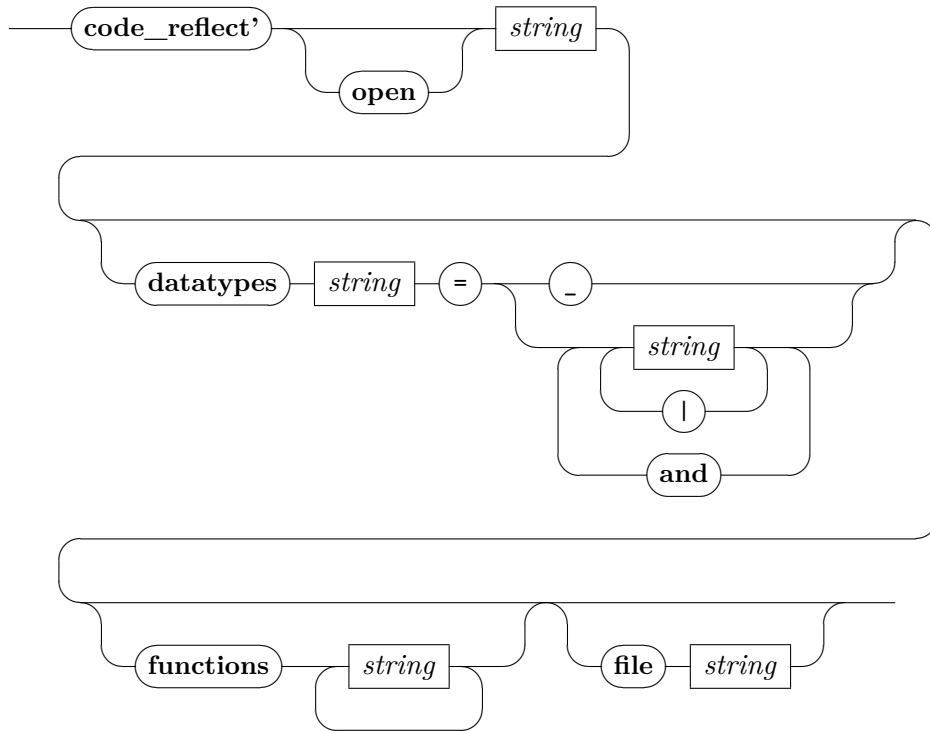 code_reflect' string
open
datatypes string = _
string
|
and
functions string file string